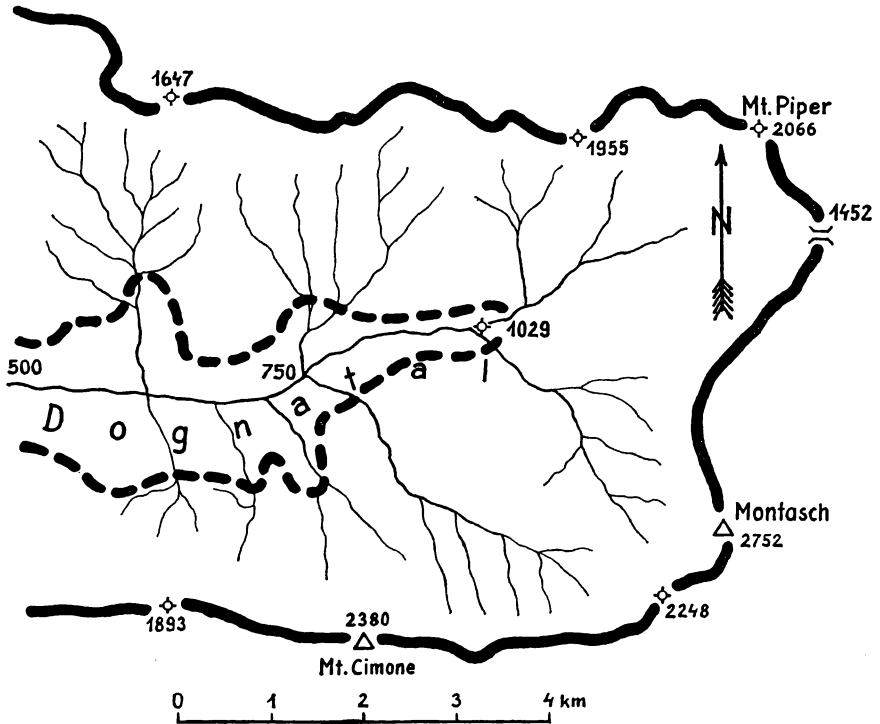 1647
Mt. Piper
2066
1955
N
1452
1029
500
750
Dognatal
Montasch
2752
2248
1893
2380
Mt. Cimone
0 1 2 3 4 km